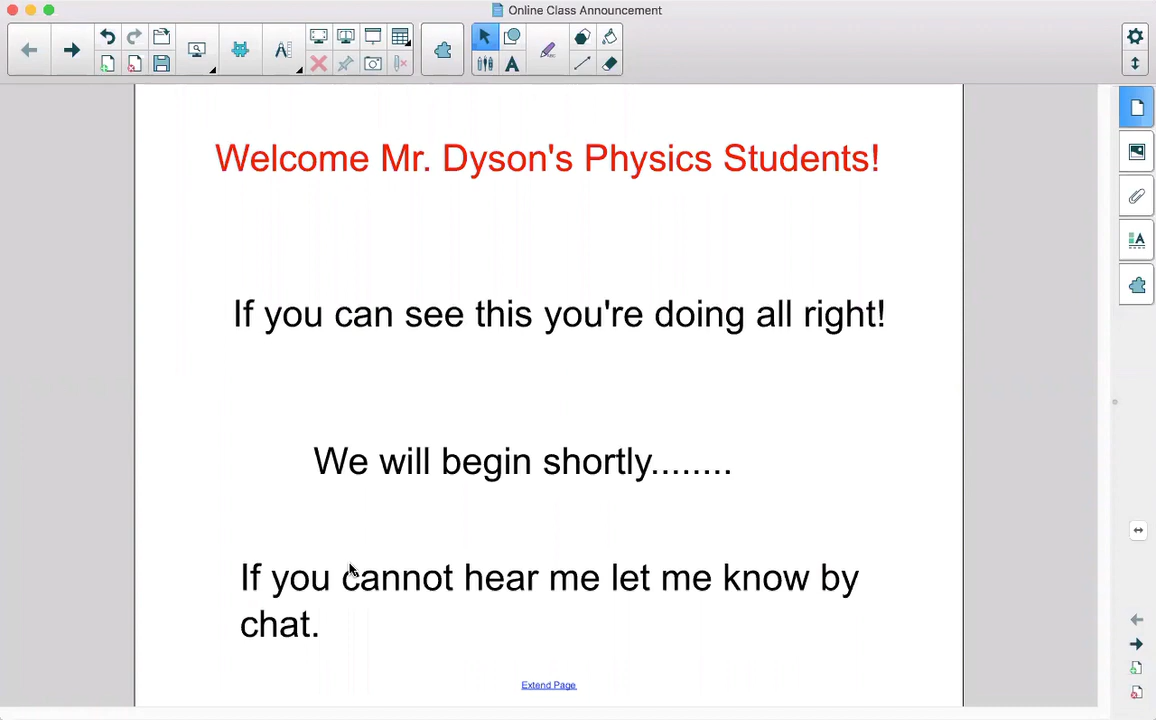 Online Class Announcement
Welcome Mr. Dyson's Physics Students!
If you can see this you're doing all right!
We will begin shortly........
If you cannot hear me let me know by
chat.
Extend Page